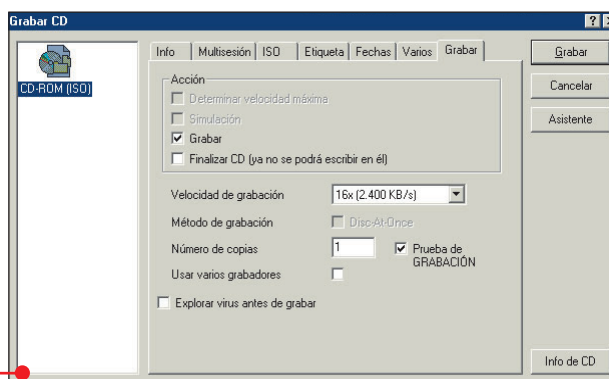 Grabar CD
CD-ROM (ISO)
Info Multisesión ISO Etiqueta Fechas Varios Grabar
Acción
Determinar velocidad máxima
Simulación
Grabar
Finalizar CD (ya no se podrá escribir en él)
Velocidad de grabación 16x (2.400 KB/s)
Método de grabación Disc-At-Once
Número de copias 1 Prueba de
GRABACIÓN
Usar varios grabadores
Explorar virus antes de grabar
Grabar
Cancelar
Asistente
Info de CD